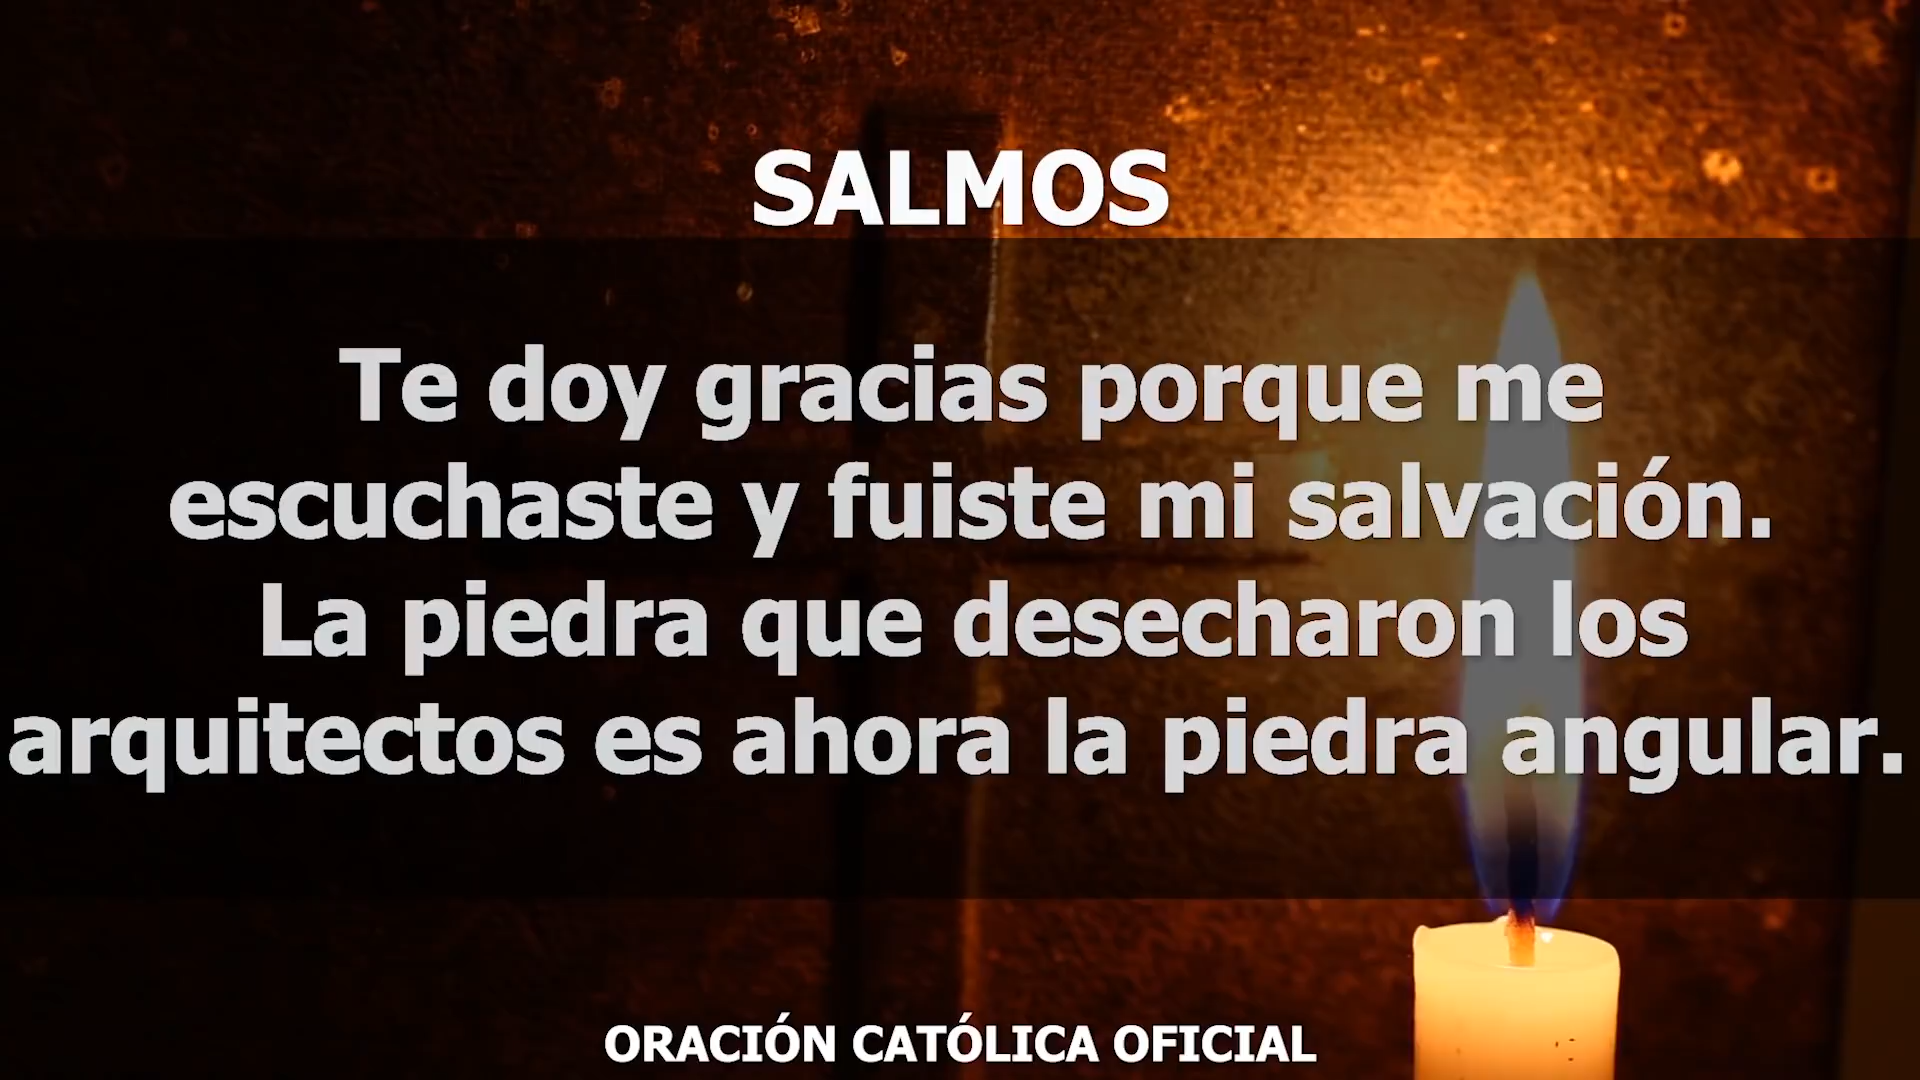 SALMOS
Te doy gracias porque me
escuchaste y fuiste mi salvación.
La piedra que desecharon los
arquitectos es ahora la piedra angular.
ORACIÓN CATÓLICA OFICIAL